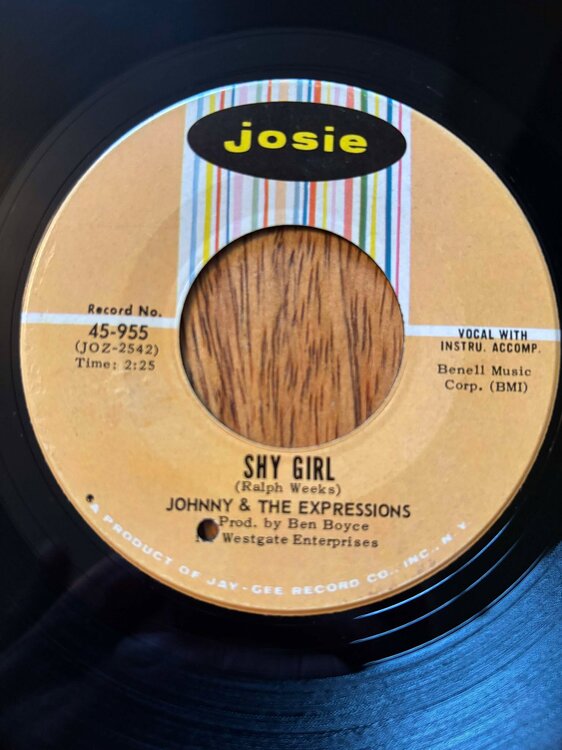 josie
Record No.
45-955
(JOZ-2542)
Time: 2:25
VOCAL WITH
INSTRU. ACCOMP.
Benell Music
Corp. (BMI)
SHY GIRL
(Ralph Weeks)
JOHNNY & THE EXPRESSIONS
Prod. by Ben Boyce
Westgate Enterprises
A PRODUCT OF JAY-GEE RECORD CO., INC., N. Y.